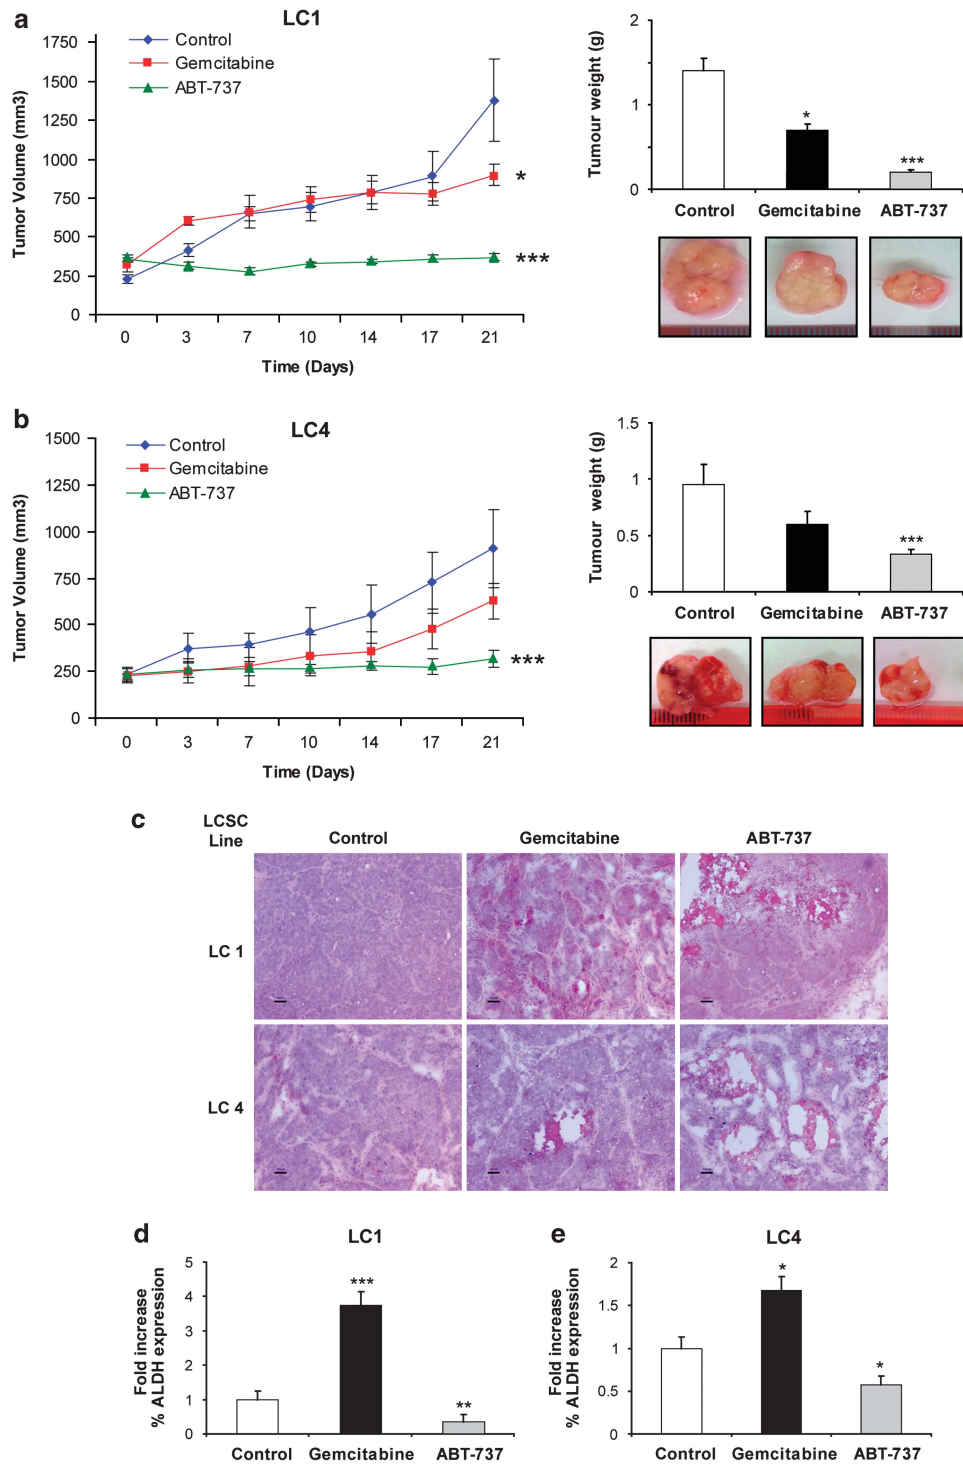 a
LC1
Control
Gemcitabine
ABT-737
Tumor Volume (mm3)
1750
1500
1250
1000
750
500
250
0
*
***
0 3 7 10 14 17 21
Time (Days)
Tumour weight (g)
2
1
0
*
***
Control Gemcitabine ABT-737
b
LC4
Control
Gemcitabine
ABT-737
Tumor Volume (mm3)
1500
1250
1000
750
500
250
0
***
0 3 7 10 14 17 21
Time (Days)
Tumour weight (g)
1.5
1
0.5
0
***
Control Gemcitabine ABT-737
c
LCSC
Line
Control Gemcitabine ABT-737
LC 1
LC 4
d
LC1
Fold increase
% ALDH expression
5
4
3
2
1
0
***
**
Control Gemcitabine ABT-737
e
LC4
Fold increase
% ALDH expression
2
1.5
1
0.5
0
*
*
Control Gemcitabine ABT-737